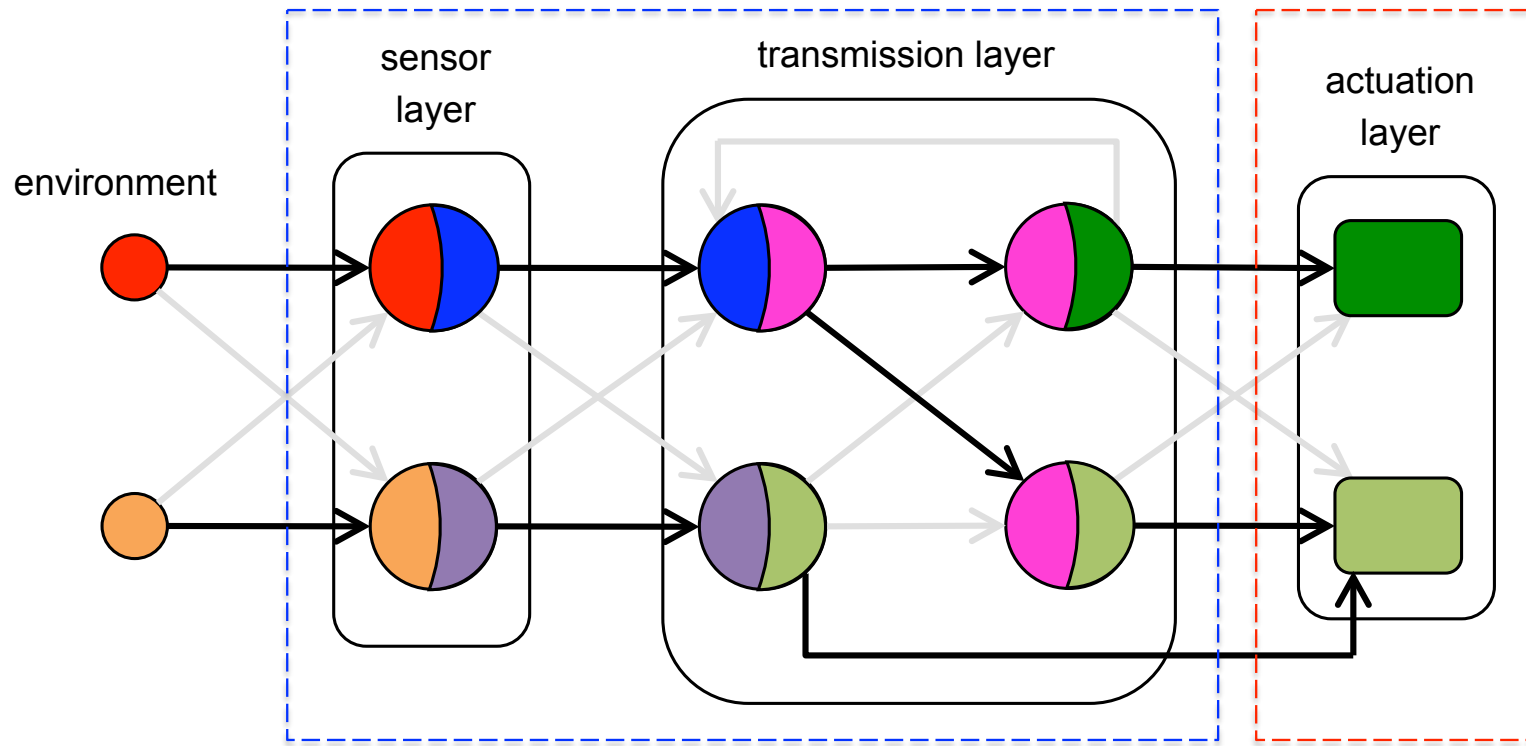 environment
sensor
layer
transmission layer
actuation
layer